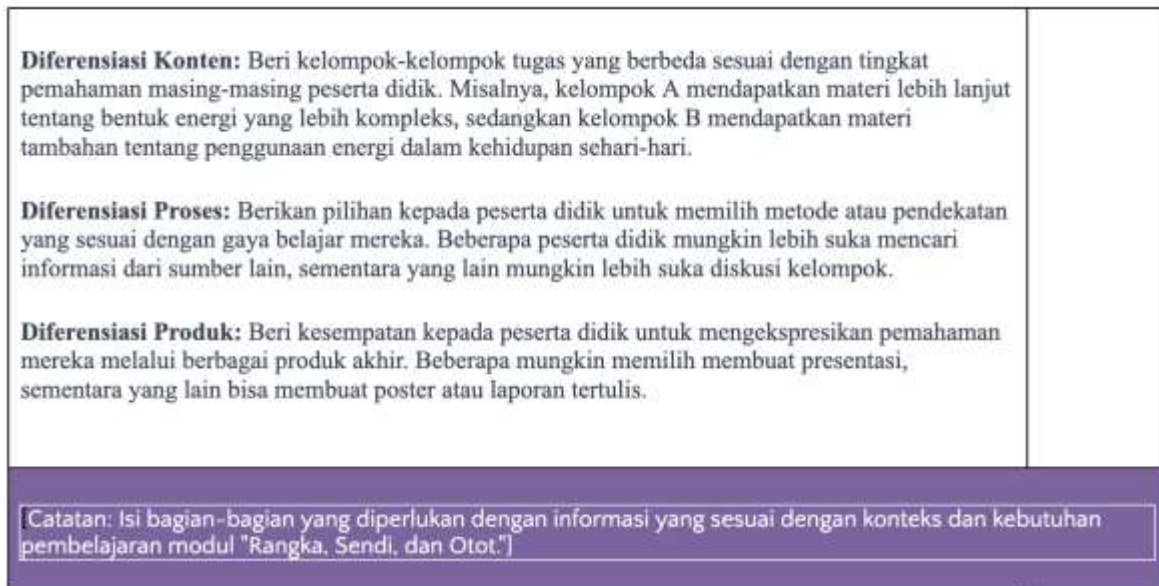 Diferensiasi Konten: Beri kelompok-kelompok tugas yang berbeda sesuai dengan tingkat
pemahaman masing-masing peserta didik. Misalnya, kelompok A mendapatkan materi lebih lanjut
tentang bentuk energi yang lebih kompleks, sedangkan kelompok B mendapatkan materi
tambahan tentang penggunaan energi dalam kehidupan sehari-hari.
Diferensiasi Proses: Berikan pilihan kepada peserta didik untuk memilih metode atau pendekatan
yang sesuai dengan gaya belajar mereka. Beberapa peserta didik mungkin lebih suka mencari
informasi dari sumber lain, sementara yang lain mungkin lebih suka diskusi kelompok.
Diferensiasi Produk: Beri kesempatan kepada peserta didik untuk mengekspresikan pemahaman
mereka melalui berbagai produk akhir. Beberapa mungkin memilih membuat presentasi,
sementara yang lain bisa membuat poster atau laporan tertulis.
[Catatan: Isi bagian-bagian yang diperlukan dengan informasi yang sesuai dengan konteks dan kebutuhan
pembelajaran modul "Rangka, Sendi, dan Otot."]